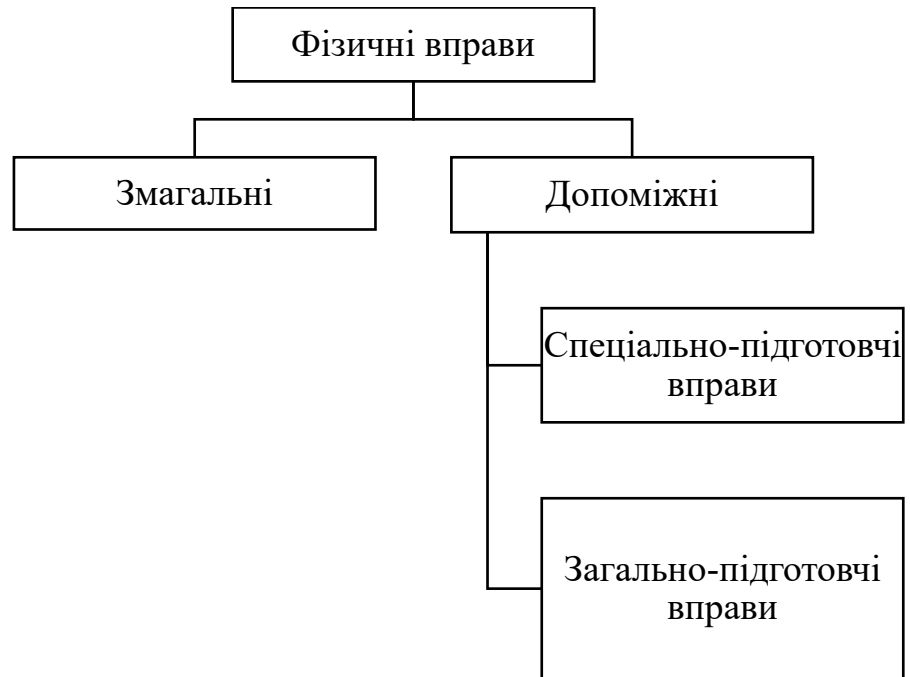 Фізичні вправи
Змагальні
Допоміжні
Спеціально-підготовчі
вправи
Загально-підготовчі
вправи